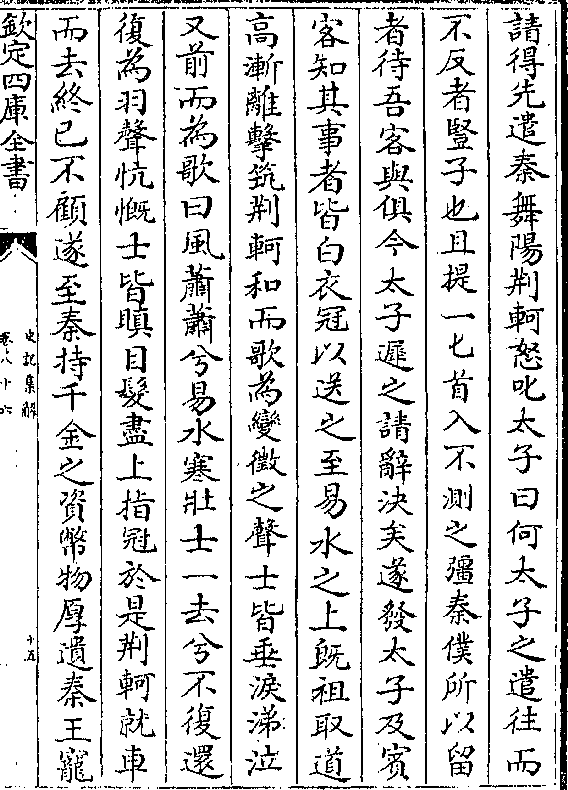 請得先遣秦舞陽荆軻怒叱太子曰何太子之遣往而
不反者豎子也且提一匕首入不測之彊秦僕所以留
者待吾客與俱今太子遲之請辭決矣遂發太子及賓
客知其事者皆白衣冠以送之至易水之上旣祖取道
高漸離擊筑荆軻和而歌為變徵之聲士皆垂淚涕泣
又前而為歌曰風蕭蕭兮易水寒壯士一去兮不復還
復為羽聲忼慨士皆瞋目髮盡上指冠於是荆軻就車
而去終已不顧遂至秦持千金之資幣物厚遺秦王寵
欽定四庫全書
史記集解
卷八十六
十五